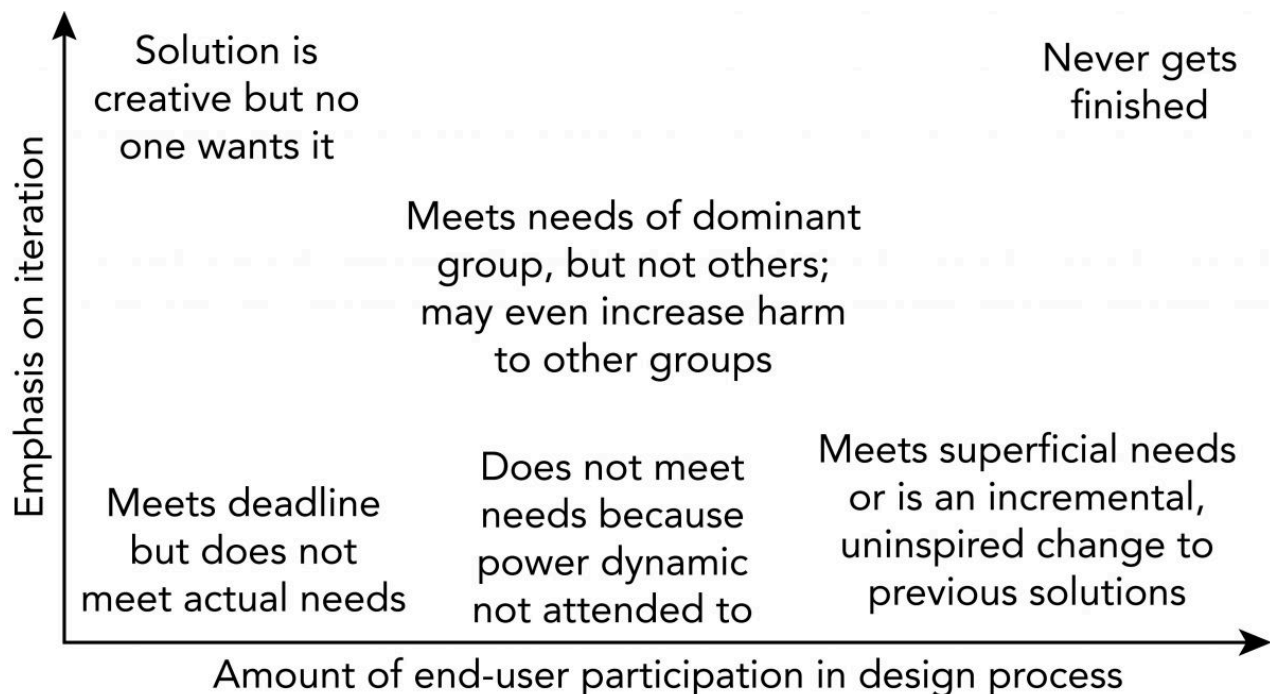 Solution is
creative but no
one wants it
Never gets
finished
Meets needs of dominant
group, but not others;
may even increase harm
to other groups
Meets deadline
but does not
meet actual needs
Does not meet
needs because
power dynamic
not attended to
Meets superficial needs
or is an incremental,
uninspired change to
previous solutions
Emphasis on iteration
Amount of end-user participation in design process